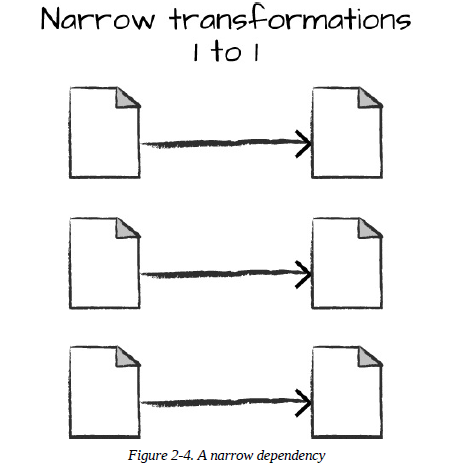 Narrow transformations
1 to 1
Figure 2-4. A narrow dependency